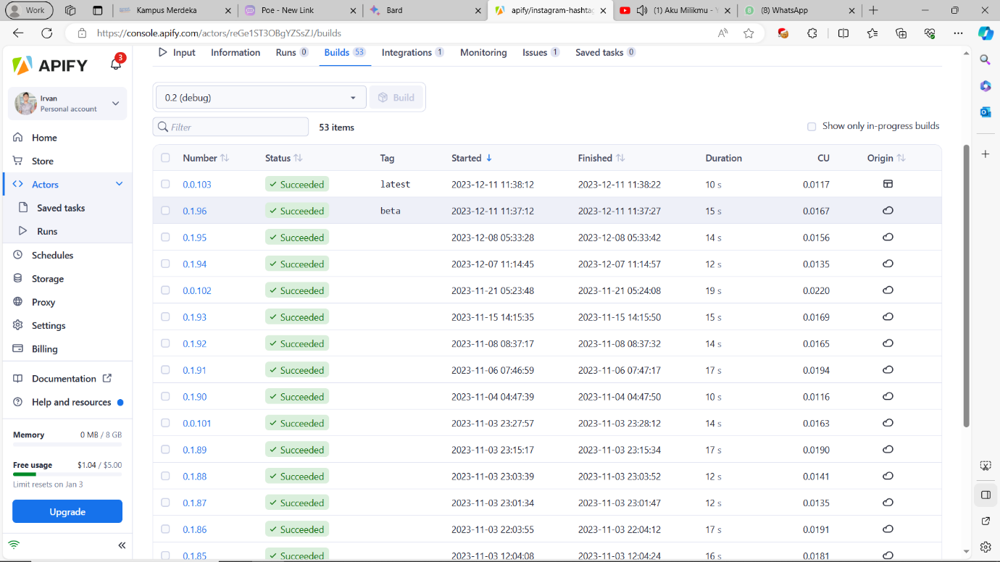 Work
Kampus Merdeka
Poe - New Link
Bard
apify/instagram-hashtag
(1) Aku Milikmu - Y
(8) WhatsApp
https://console.apify.com/actors/reGe1ST3OBgYZSsZJ/builds
APIFY
3
Irvan
Personal account
Home
Store
Actors
Saved tasks
Runs
Schedules
Storage
Proxy
Settings
Billing
Documentation
Help and resources
Memory 0 MB / 8 GB
Free usage $1.04 / $5.00
Limit resets on Jan 3
Upgrade
Input Information Runs 0 Builds 53 Integrations 1 Monitoring Issues 1 Saved tasks 0
0.2 (debug) Build
Filter 53 items Show only in-progress builds
Number Status Tag Started Finished Duration CU Origin
0.0.103 Succeeded latest 2023-12-11 11:38:12 2023-12-11 11:38:22 10 s 0.0117
0.1.96 Succeeded beta 2023-12-11 11:37:12 2023-12-11 11:37:27 15 s 0.0167
0.1.95 Succeeded 2023-12-08 05:33:28 2023-12-08 05:33:42 14 s 0.0156
0.1.94 Succeeded 2023-12-07 11:14:45 2023-12-07 11:14:57 12 s 0.0135
0.0.102 Succeeded 2023-11-21 05:23:48 2023-11-21 05:24:08 19 s 0.0220
0.1.93 Succeeded 2023-11-15 14:15:35 2023-11-15 14:15:50 15 s 0.0169
0.1.92 Succeeded 2023-11-08 08:37:17 2023-11-08 08:37:32 14 s 0.0165
0.1.91 Succeeded 2023-11-06 07:46:59 2023-11-06 07:47:17 17 s 0.0194
0.1.90 Succeeded 2023-11-04 04:47:39 2023-11-04 04:47:50 10 s 0.0116
0.0.101 Succeeded 2023-11-03 23:27:57 2023-11-03 23:28:12 14 s 0.0163
0.1.89 Succeeded 2023-11-03 23:15:17 2023-11-03 23:15:34 17 s 0.0190
0.1.88 Succeeded 2023-11-03 23:03:39 2023-11-03 23:03:52 12 s 0.0141
0.1.87 Succeeded 2023-11-03 23:01:34 2023-11-03 23:01:47 12 s 0.0135
0.1.86 Succeeded 2023-11-03 22:03:55 2023-11-03 22:04:12 17 s 0.0191
0.1.85 Succeeded 2023-11-03 12:04:08 2023-11-03 12:04:24 16 s 0.0181